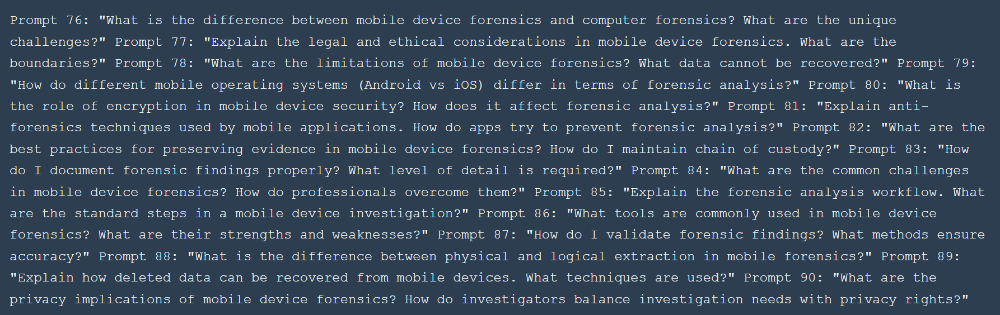 Prompt 76: "What is the difference between mobile device forensics and computer forensics? What are the unique
challenges?" Prompt 77: "Explain the legal and ethical considerations in mobile device forensics. What are the
boundaries?" Prompt 78: "What are the limitations of mobile device forensics? What data cannot be recovered?" Prompt 79:
"How do different mobile operating systems (Android vs iOS) differ in terms of forensic analysis?" Prompt 80: "What is
the role of encryption in mobile device security? How does it affect forensic analysis?" Prompt 81: "Explain anti-
forensics techniques used by mobile applications. How do apps try to prevent forensic analysis?" Prompt 82: "What are the
best practices for preserving evidence in mobile device forensics? How do I maintain chain of custody?" Prompt 83: "How
do I document forensic findings properly? What level of detail is required?" Prompt 84: "What are the common challenges
in mobile device forensics? How do professionals overcome them?" Prompt 85: "Explain the forensic analysis workflow. What
are the standard steps in a mobile device investigation?" Prompt 86: "What tools are commonly used in mobile device
forensics? What are their strengths and weaknesses?" Prompt 87: "How do I validate forensic findings? What methods ensure
accuracy?" Prompt 88: "What is the difference between physical and logical extraction in mobile forensics?" Prompt 89:
"Explain how deleted data can be recovered from mobile devices. What techniques are used?" Prompt 90: "What are the
privacy implications of mobile device forensics? How do investigators balance investigation needs with privacy rights?"